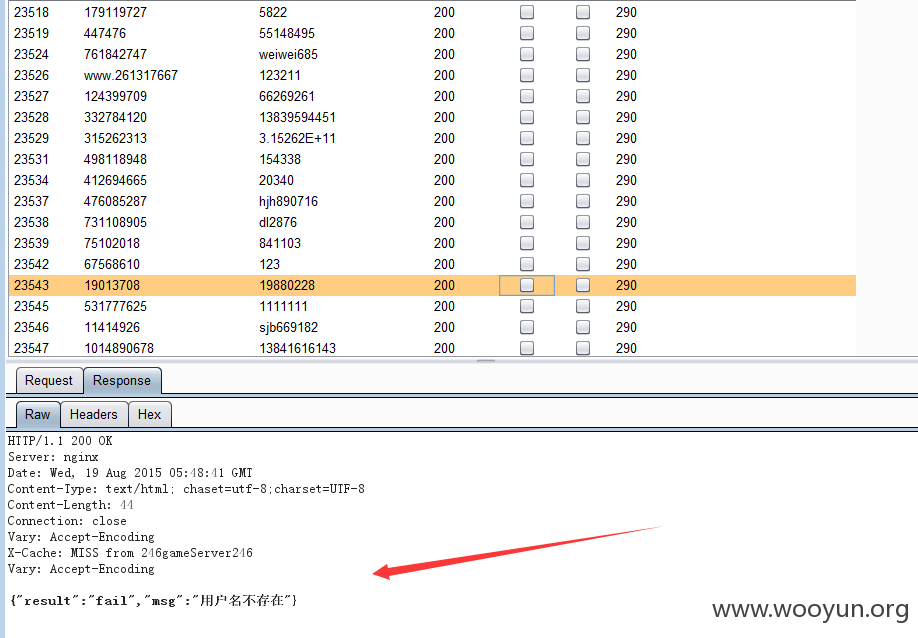 23518 179119727 5822 200 290
23519 447476 55148495 200 290
23524 761842747 weiwei685 200 290
23526 www.261317667 123211 200 290
23527 124399709 66269261 200 290
23528 332784120 13839594451 200 290
23529 315262313 3.15262E+11 200 290
23531 498118948 154338 200 290
23534 412694665 20340 200 290
23537 476085287 hjh890716 200 290
23538 731108905 dl2876 200 290
23539 75102018 841103 200 290
23542 67568610 123 200 290
23543 19013708 19880228 200 290
23545 531777625 1111111 200 290
23546 11414926 sjb669182 200 290
23547 1014890678 13841616143 200 290
Request Response
Raw Headers Hex
HTTP/1.1 200 OK
Server: nginx
Date: Wed, 19 Aug 2015 05:48:41 GMT
Content-Type: text/html; chaset=utf-8;charset=UTF-8
Content-Length: 44
Connection: close
Vary: Accept-Encoding
X-Cache: MISS from 246gameServer246
Vary: Accept-Encoding
{"result":"fail","msg":"用户名不存在"}
www.wooyun.org